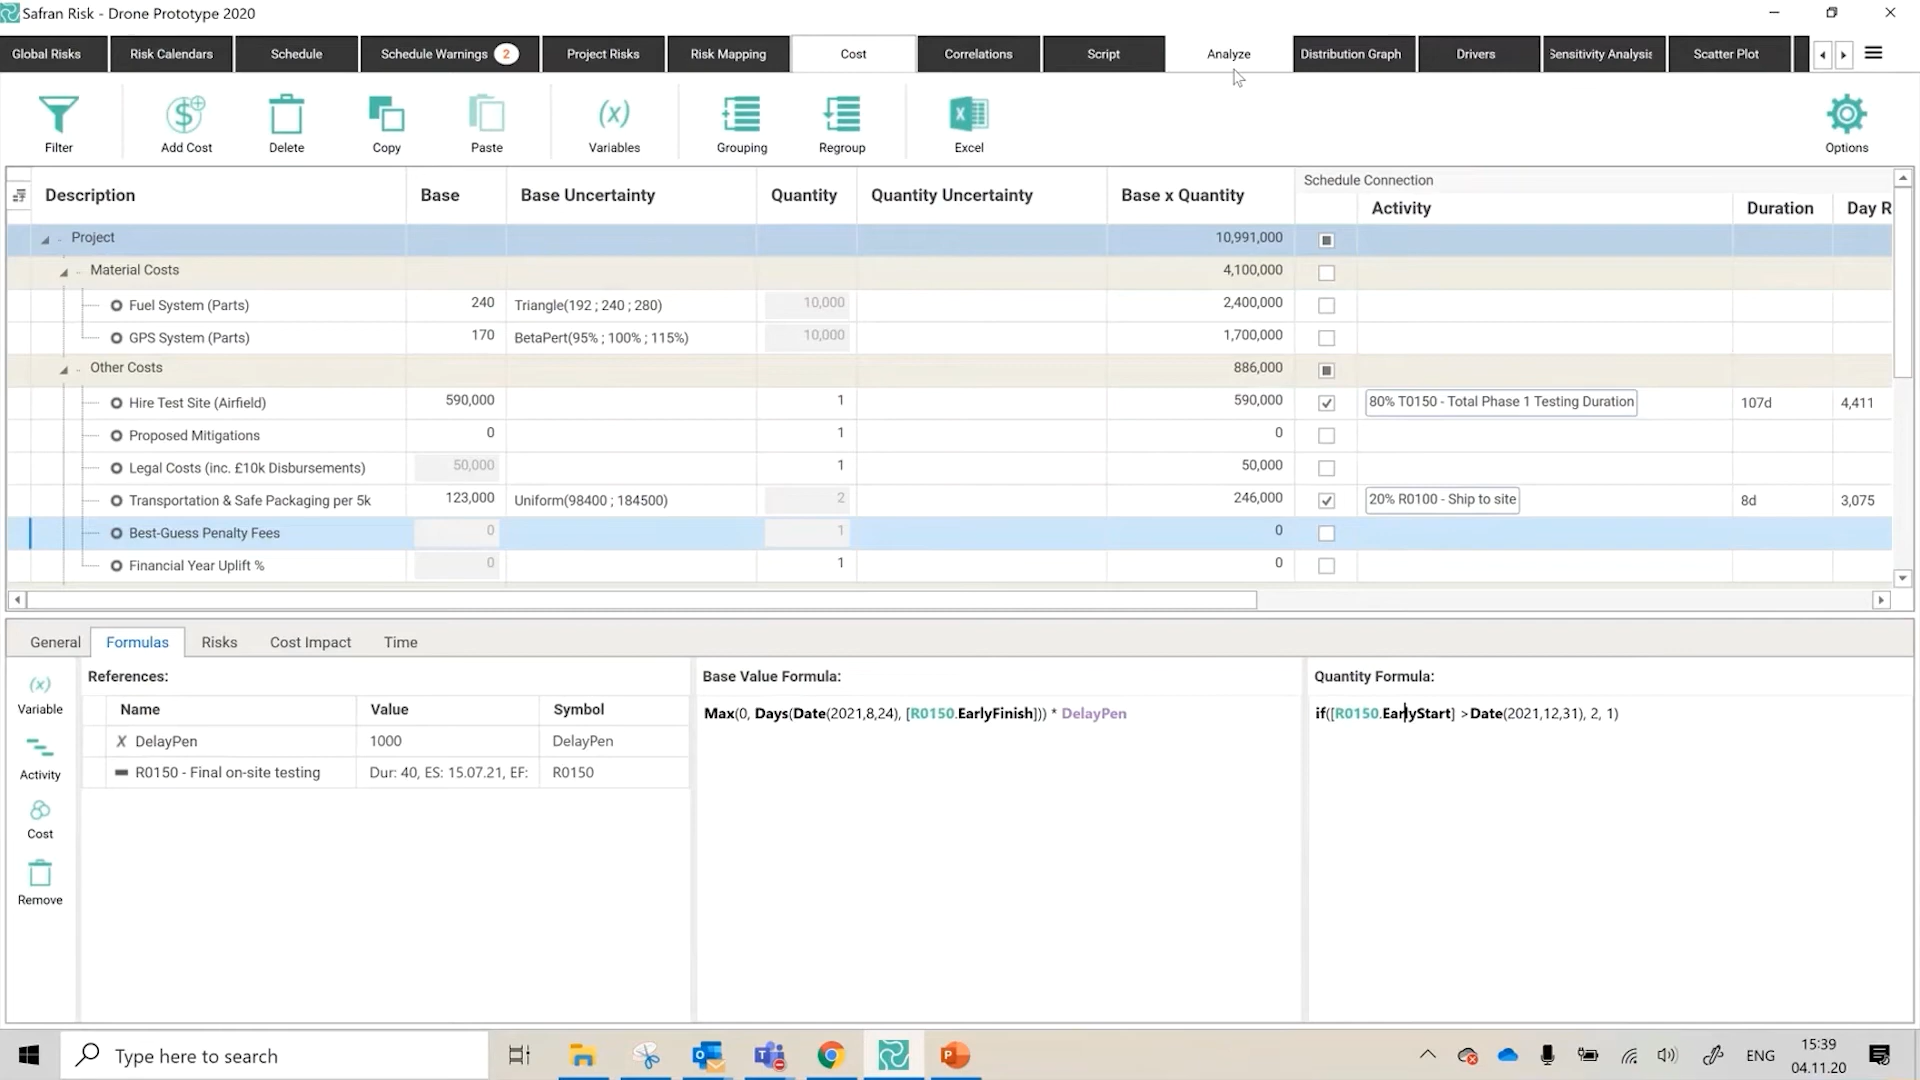 Safran Risk - Drone Prototype 2020
Global Risks Risk Calendars Schedule Schedule Warnings 2 Project Risks Risk Mapping Cost Correlations Script Analyze Distribution Graph Drivers Sensitivity Analysis Scatter Plot
Filter Add Cost Delete Copy Paste Variables Grouping Regroup Excel Options
Schedule Connection
Description Base Base Uncertainty Quantity Quantity Uncertainty Base x Quantity Activity Duration Day R
Project 10,991,000
Material Costs 4,100,000
Fuel System (Parts) 240 Triangle(192 ; 240 ; 280) 10,000 2,400,000
GPS System (Parts) 170 BetaPert(95% ; 100% ; 115%) 10,000 1,700,000
Other Costs 886,000
Hire Test Site (Airfield) 590,000 1 590,000 80% T0150 - Total Phase 1 Testing Duration 107d 4,411
Proposed Mitigations 0 1 0
Legal Costs (inc. £10k Disbursements) 50,000 1 50,000
Transportation & Safe Packaging per 5k 123,000 Uniform(98400 ; 184500) 2 246,000 20% R0100 - Ship to site 8d 3,075
Best-Guess Penalty Fees 0 1 0
Financial Year Uplift % 0 1 0
General Formulas Risks Cost Impact Time
References: Base Value Formula: Quantity Formula:
Variable
Activity
Cost
Remove
Name Value Symbol
DelayPen 1000 DelayPen
R0150 - Final on-site testing Dur: 40, ES: 15.07.21, EF: R0150
Max(0, Days(Date(2021,8,24), [R0150.EarlyFinish])) * DelayPen
if([R0150.EarlyStart] >Date(2021,12,31), 2, 1)
Type here to search
ENG
15:39
04.11.20